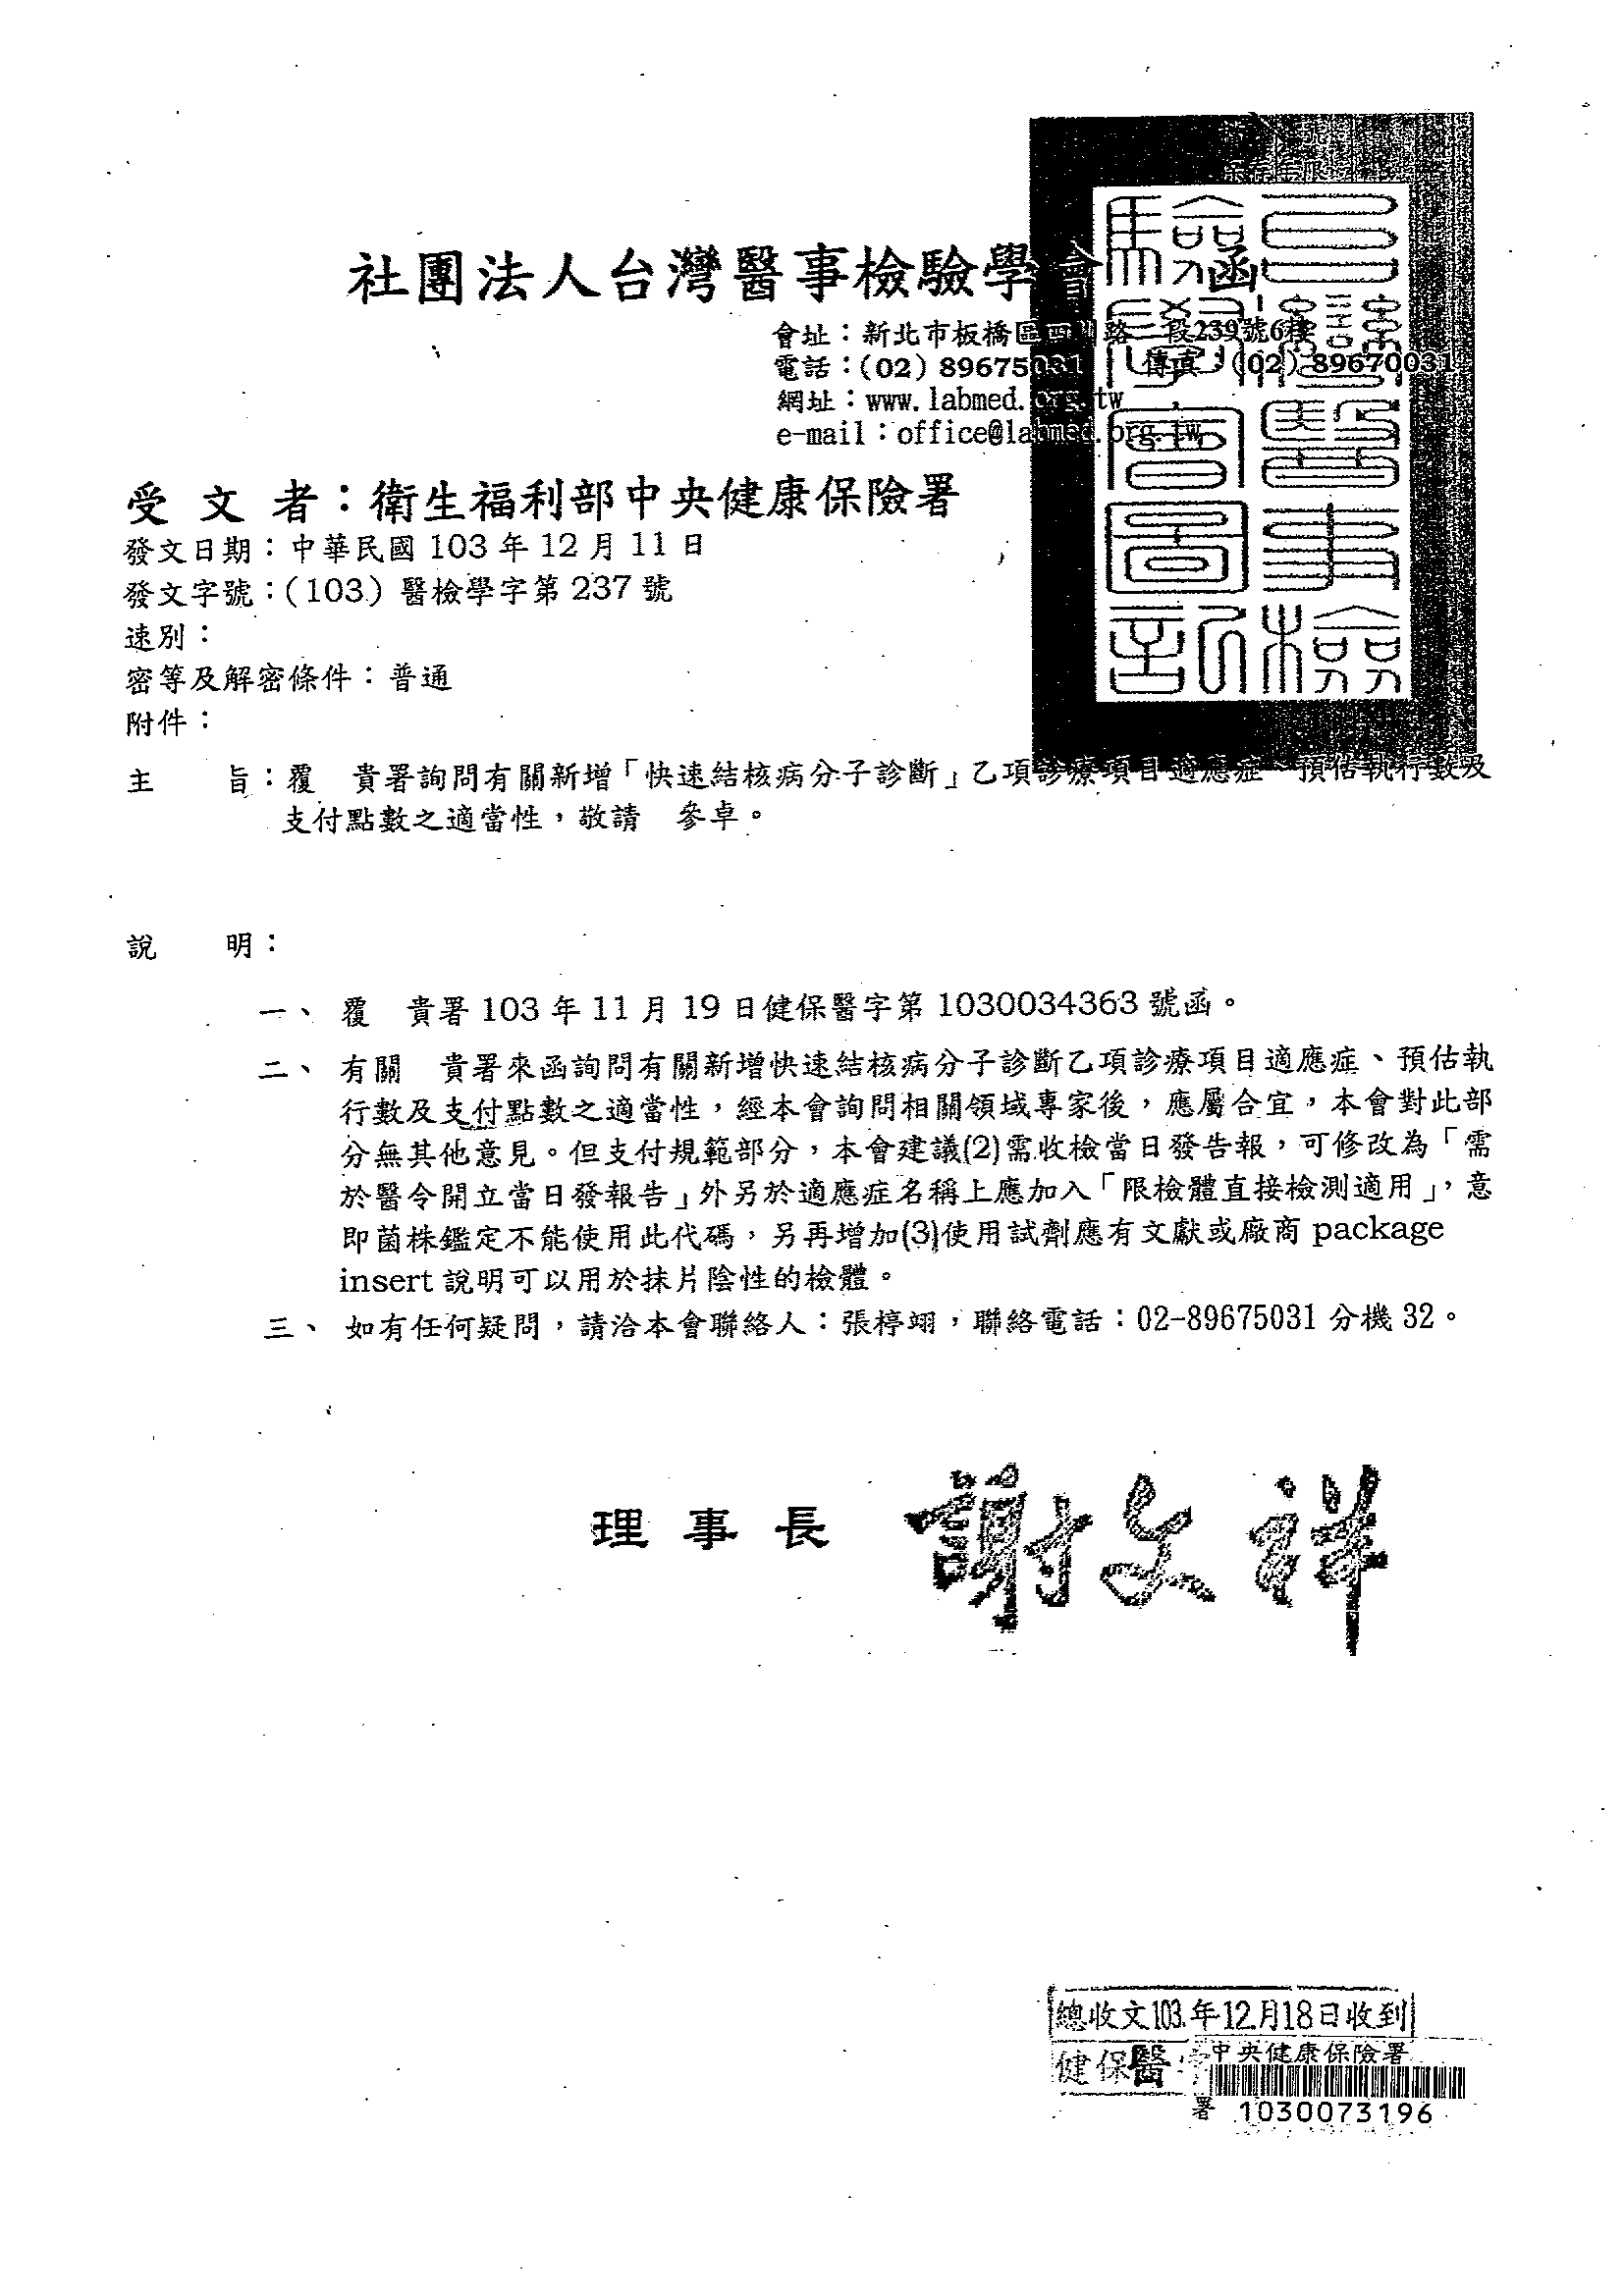 社團法人台灣醫事檢驗學會 函
會址：新北市板橋區四川路一段239號6樓
電話：(02) 89675031 傳真：(02) 89670031
網址：www.labmed.org.tw
e-mail：office@labmed.org.tw
受文者：衛生福利部中央健康保險署
發文日期：中華民國 103 年 12 月 11 日
發文字號：(103) 醫檢學字第 237 號
速別：
密等及解密條件：普通
附件：
主 旨：覆 貴署詢問有關新增「快速結核病分子診斷」乙項診療項目適應症 預估執行數及
支付點數之適當性，敬請 參卓。
說 明：
一、 覆 貴署 103 年 11 月 19 日健保醫字第 1030034363 號函。
二、 有關 貴署來函詢問有關新增快速結核病分子診斷乙項診療項目適應症、預估執
行數及支付點數之適當性，經本會詢問相關領域專家後，應屬合宜，本會對此部
分無其他意見。但支付規範部分，本會建議(2)需收檢當日發告報，可修改為「需
於醫令開立當日發報告」外另於適應症名稱上應加入「限檢體直接檢測適用」，意
即菌株鑑定不能使用此代碼，另再增加(3)使用試劑應有文獻或廠商 package
insert 說明可以用於抹片陰性的檢體。
三、 如有任何疑問，請洽本會聯絡人：張停翊，聯絡電話：02-89675031 分機 32。
理事長 謝文祥
總收文103.年12.月18日收到
健保醫字
中央健康保險署
署 1030073196